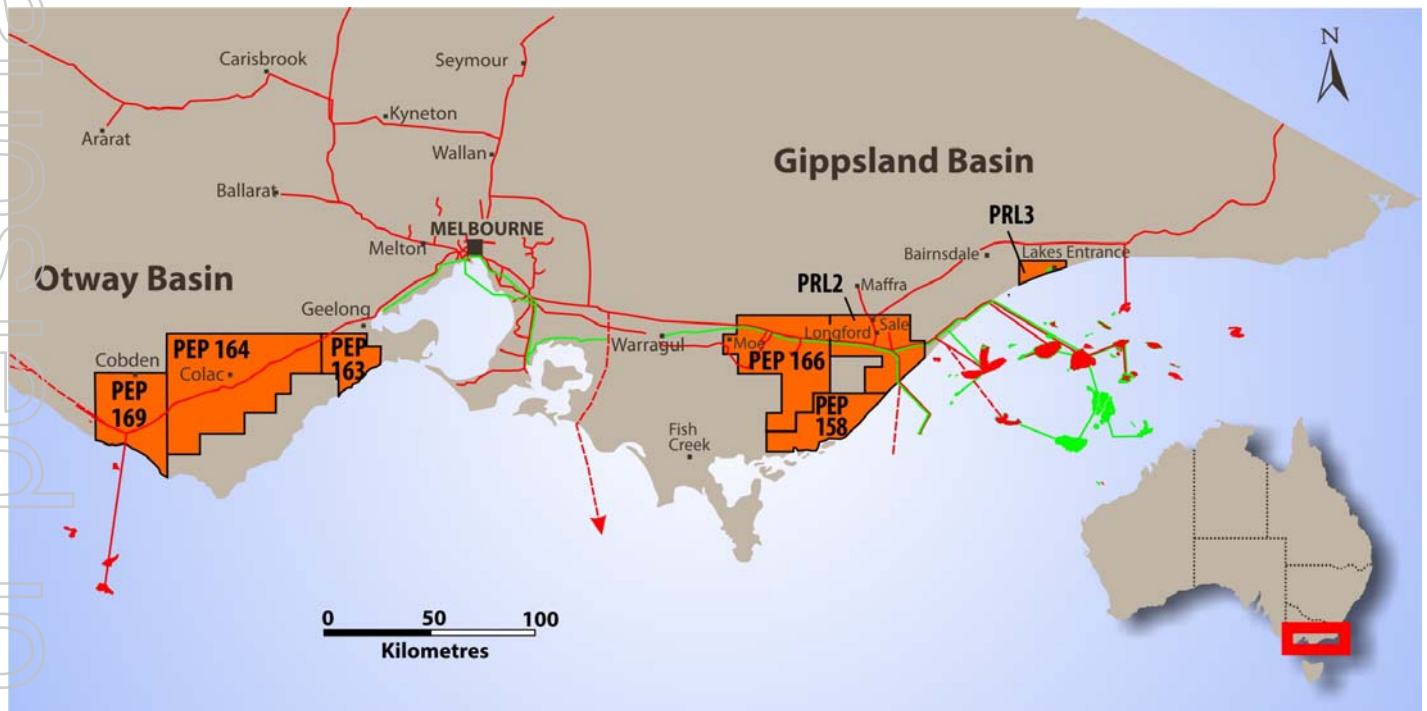 N
Carisbrook
Seymour
Kyneton
Ararat
Wallan
Gippsland Basin
Ballarat
PRL3
MELBOURNE
Melton
Bairnsdale
Lakes Entrance
Otway Basin
PRL2
Maffra
Geelong
Longford
Sale
Warragul
Moe
PEP 164
PEP
163
PEP 166
Cobden
Colac
PEP
169
PEP
158
Fish
Creek
0 50 100
Kilometres